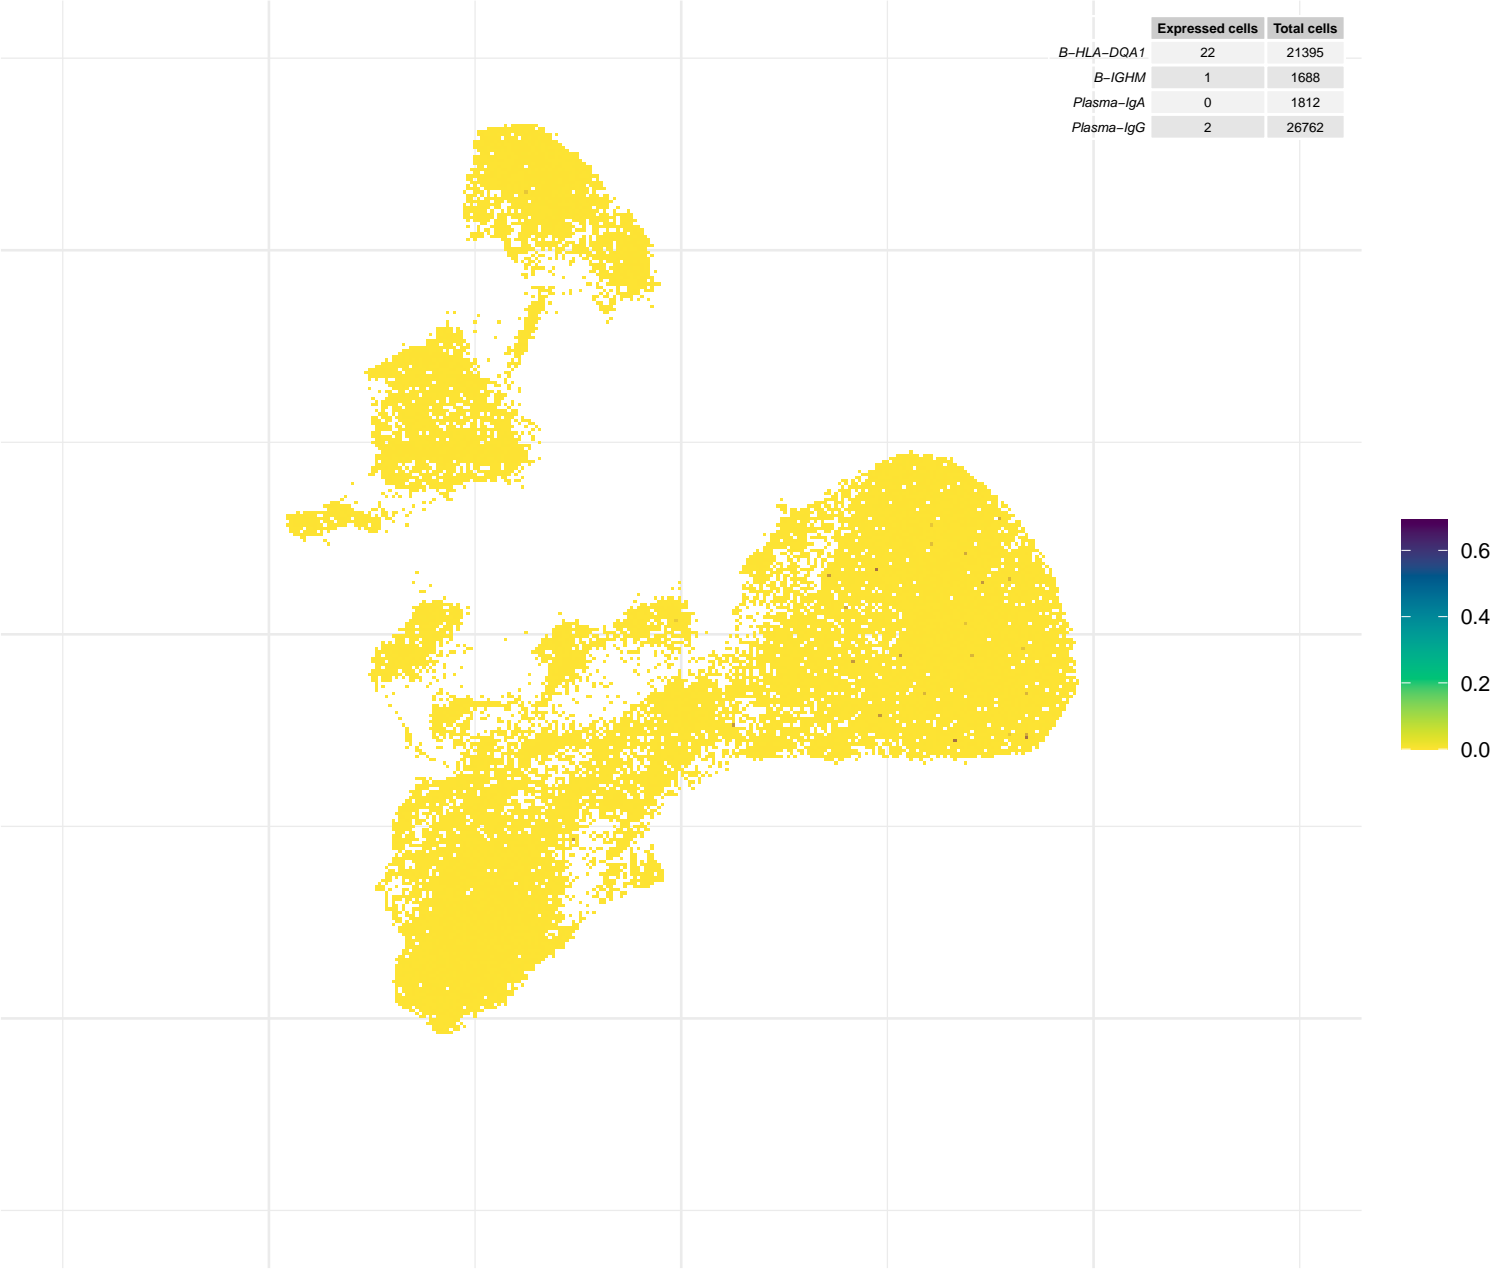 Expressed cells Total cells
B−HLA−DQA1 22 21395
B−IGHM 1 1688
Plasma−IgA 0 1812
Plasma−IgG 2 26762
0.6
0.4
0.2
0.0